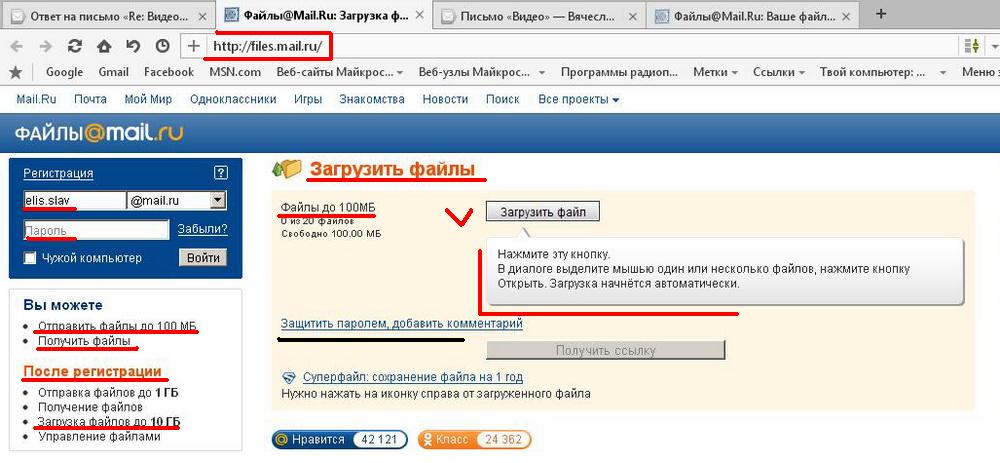 Ответ на письмо «Re: Видео...
Файлы@Mail.Ru: Загрузка ф...
Письмо «Видео» — Вячесл...
Файлы@Mail.Ru: Ваше файл...
http://files.mail.ru/
Google Gmail Facebook MSN.com Веб-сайты Майкрос... Веб-узлы Майкрос... Программы радиоп... Метки Ссылки Твой компьютер: ... Меню з
Mail.Ru Почта Мой Мир Одноклассники Игры Знакомства Новости Поиск Все проекты
ФАЙЛЫ@mail.ru
Регистрация ?
elis.slav @mail.ru
Пароль Забыли?
Чужой компьютер Войти
Вы можете
Отправить файлы до 100 МБ
Получить файлы
После регистрации
Отправка файлов до 1 ГБ
Получение файлов
Загрузка файлов до 10 ГБ
Управление файлами
Загрузить файлы
Файлы до 100МБ
0 из 20 файлов
Свободно 100.00 МБ
Загрузить файл
Нажмите эту кнопку.
В диалоге выделите мышью один или несколько файлов, нажмите кнопку
Открыть. Загрузка начнётся автоматически.
Защитить паролем, добавить комментарий
Получить ссылку
Суперфайл: сохранение файла на 1 год
Нужно нажать на иконку справа от загруженного файла
Нравится 42 121 Класс 24 362